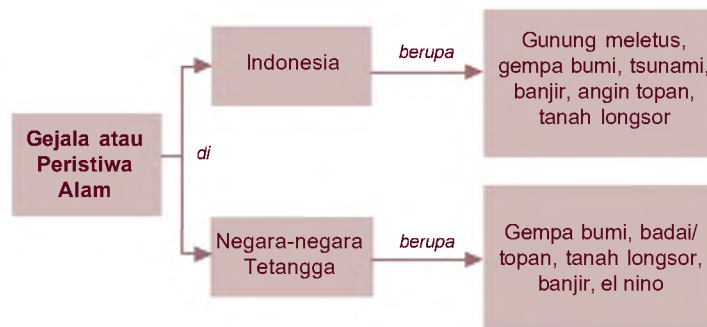 Gejala atau
Peristiwa
Alam
di
Indonesia
berupa
Gunung meletus,
gempa bumi, tsunami,
banjir, angin topan,
tanah longsor
Negara-negara
Tetangga
berupa
Gempa bumi, badai/
topan, tanah longsor,
banjir, el nino